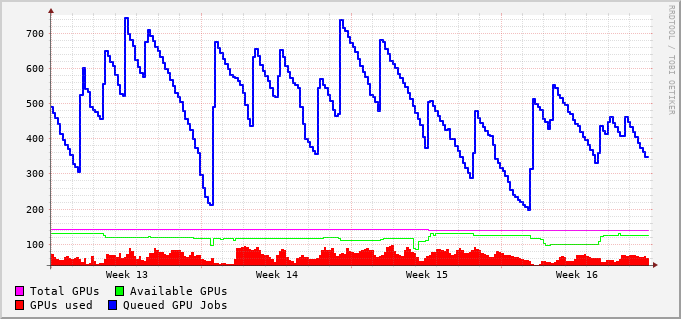 700
600
500
400
300
200
100
Week 13 Week 14 Week 15 Week 16
Total GPUs Available GPUs
GPUs used Queued GPU Jobs
RRDTOOL / TOBI OETIKER